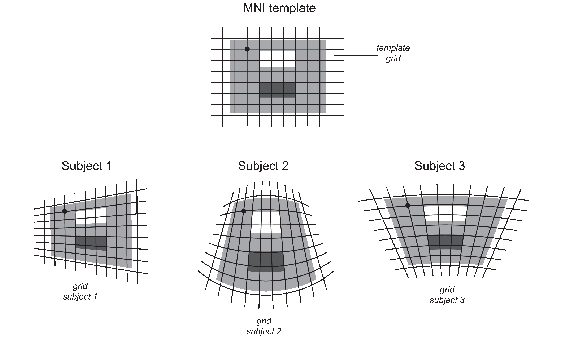 MNI template
template
grid
Subject 1
Subject 2
Subject 3
grid
subject 1
grid
subject 2
grid
subject 3